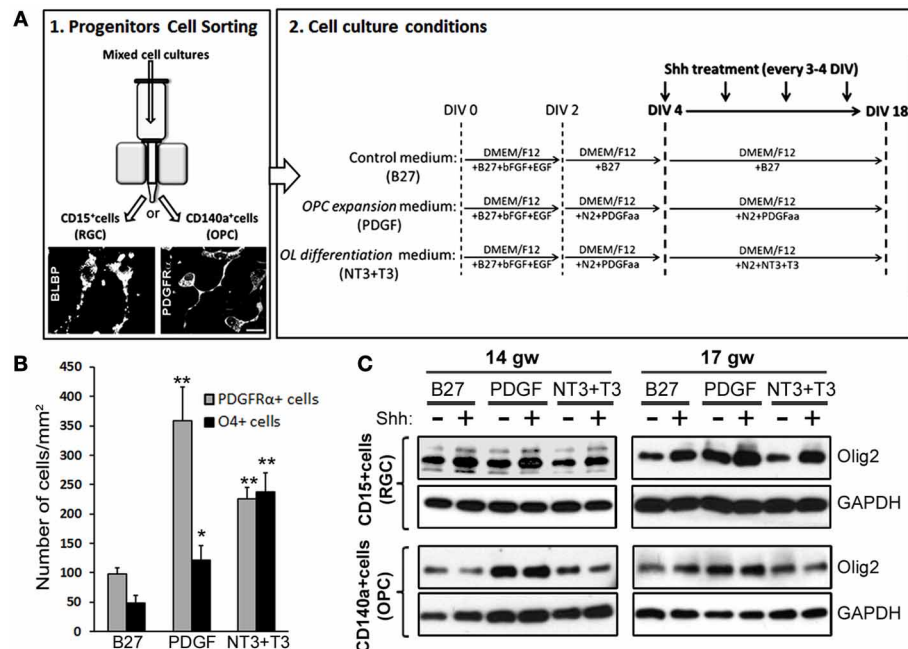 A
1. Progenitors Cell Sorting
Mixed cell cultures
or
CD15+cells
(RGC)
CD140a+cells
(OPC)
BLBP
PDGFR
2. Cell culture conditions
Shh treatment (every 3-4 DIV)
DIV 0
DIV 2
DIV 4
DIV 18
Control medium:
(B27)
DMEM/F12
+B27+bFGF+EGF
DMEM/F12
+B27
DMEM/F12
+B27
OPC expansion medium:
(PDGF)
DMEM/F12
+B27+bFGF+EGF
DMEM/F12
+N2+PDGFaa
DMEM/F12
+N2+PDGFaa
OL differentiation medium:
(NT3+T3)
DMEM/F12
+B27+bFGF+EGF
DMEM/F12
+N2+PDGFaa
DMEM/F12
+N2+NT3+T3
B
Number of cells/mm²
450
400
350
300
250
200
150
100
50
0
PDGFRα+ cells
O4+ cells
**
*
**
**
B27
PDGF
NT3+T3
C
14 gw
17 gw
B27 PDGF NT3+T3 B27 PDGF NT3+T3
Shh: - + - + - + - + - + - +
CD15+cells
(RGC)
Olig2
GAPDH
CD140a+cells
(OPC)
Olig2
GAPDH